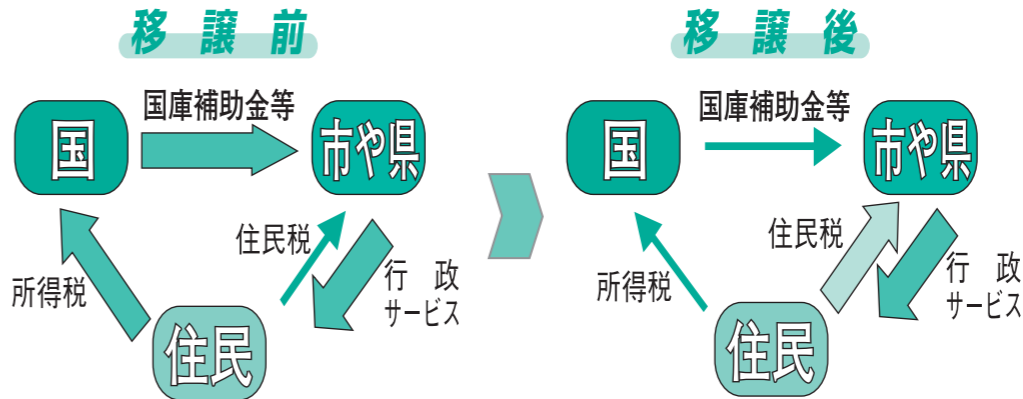 移譲前
国庫補助金等
国
市や県
住民税
所得税
行政
サービス
住民
移譲後
国庫補助金等
国
市や県
住民税
所得税
行政
サービス
住民